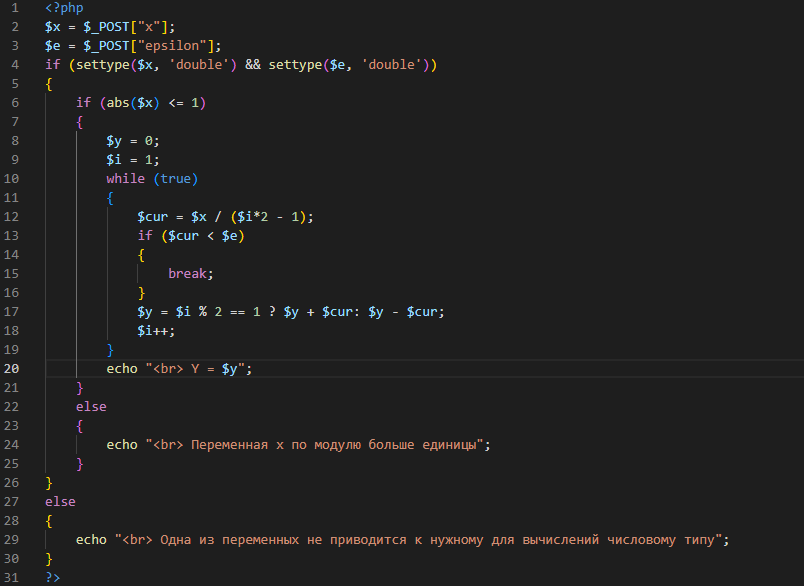 1 <?php
2 $x = $_POST["x"];
3 $e = $_POST["epsilon"];
4 if (settype($x, 'double') && settype($e, 'double'))
5 {
6     if (abs($x) <= 1)
7     {
8         $y = 0;
9         $i = 1;
10         while (true)
11         {
12             $cur = $x / ($i*2 - 1);
13             if ($cur < $e)
14             {
15                 break;
16             }
17             $y = $i % 2 == 1 ? $y + $cur: $y - $cur;
18             $i++;
19         }
20         echo "<br> Y = $y";
21     }
22     else
23     {
24         echo "<br> Переменная x по модулю больше единицы";
25     }
26 }
27 else
28 {
29     echo "<br> Одна из переменных не приводится к нужному для вычислений числовому типу";
30 }
31 ?>